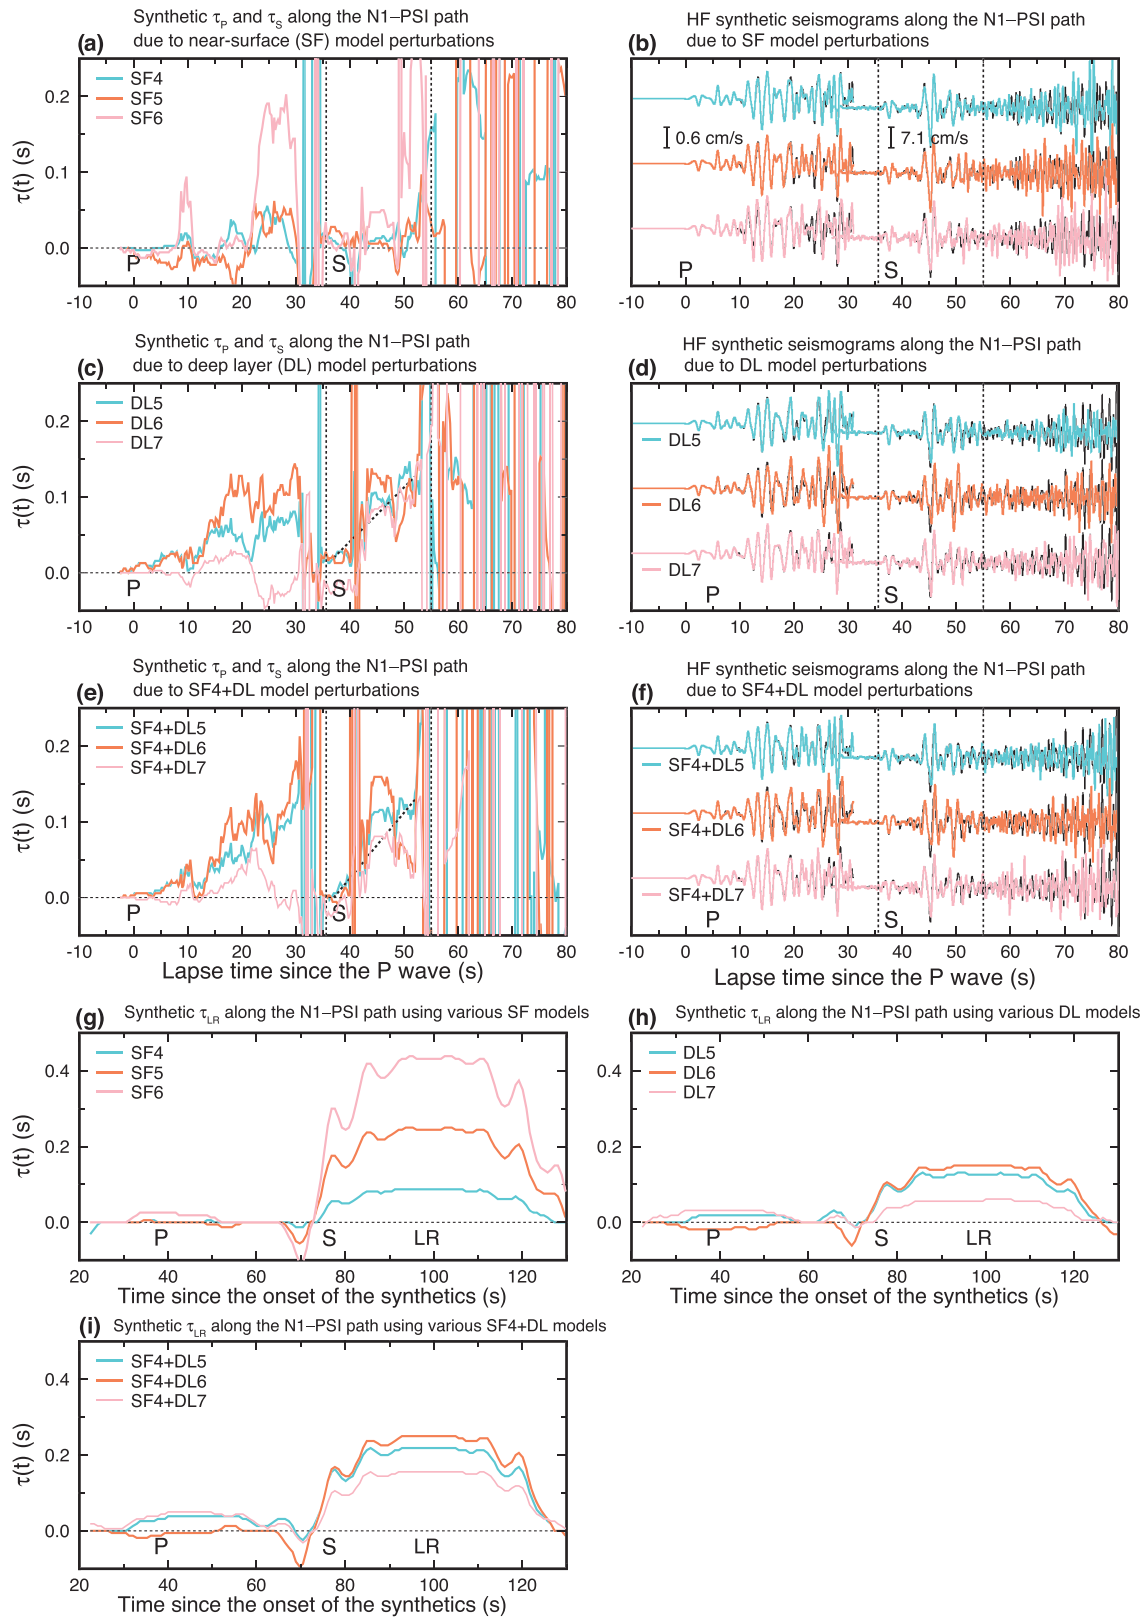 Synthetic τP and τS along the N1–PSI path
(a) due to near-surface (SF) model perturbations
SF4
SF5
SF6
0.2
0.1
0.0
τ(t) (s)
P
S
-10 0 10 20 30 40 50 60 70 80
HF synthetic seismograms along the N1–PSI path
(b) due to SF model perturbations
0.6 cm/s
7.1 cm/s
P
S
-10 0 10 20 30 40 50 60 70 80
Synthetic τP and τS along the N1–PSI path
(c) due to deep layer (DL) model perturbations
DL5
DL6
DL7
0.2
0.1
0.0
τ(t) (s)
P
S
-10 0 10 20 30 40 50 60 70 80
HF synthetic seismograms along the N1–PSI path
(d) due to DL model perturbations
DL5
DL6
DL7
P
S
-10 0 10 20 30 40 50 60 70 80
Synthetic τP and τS along the N1–PSI path
(e) due to SF4+DL model perturbations
SF4+DL5
SF4+DL6
SF4+DL7
0.2
0.1
0.0
τ(t) (s)
P
S
-10 0 10 20 30 40 50 60 70 80
Lapse time since the P wave (s)
HF synthetic seismograms along the N1–PSI path
(f) due to SF4+DL model perturbations
SF4+DL5
SF4+DL6
SF4+DL7
P
S
-10 0 10 20 30 40 50 60 70 80
Lapse time since the P wave (s)
(g) Synthetic τLR along the N1–PSI path using various SF models
SF4
SF5
SF6
0.4
0.2
0.0
τ(t) (s)
P
S
LR
20 40 60 80 100 120
Time since the onset of the synthetics (s)
(h) Synthetic τLR along the N1–PSI path using various DL models
DL5
DL6
DL7
0.4
0.2
0.0
P
S
LR
20 40 60 80 100 120
Time since the onset of the synthetics (s)
(i) Synthetic τLR along the N1–PSI path using various SF4+DL models
SF4+DL5
SF4+DL6
SF4+DL7
0.4
0.2
0.0
τ(t) (s)
P
S
LR
20 40 60 80 100 120
Time since the onset of the synthetics (s)